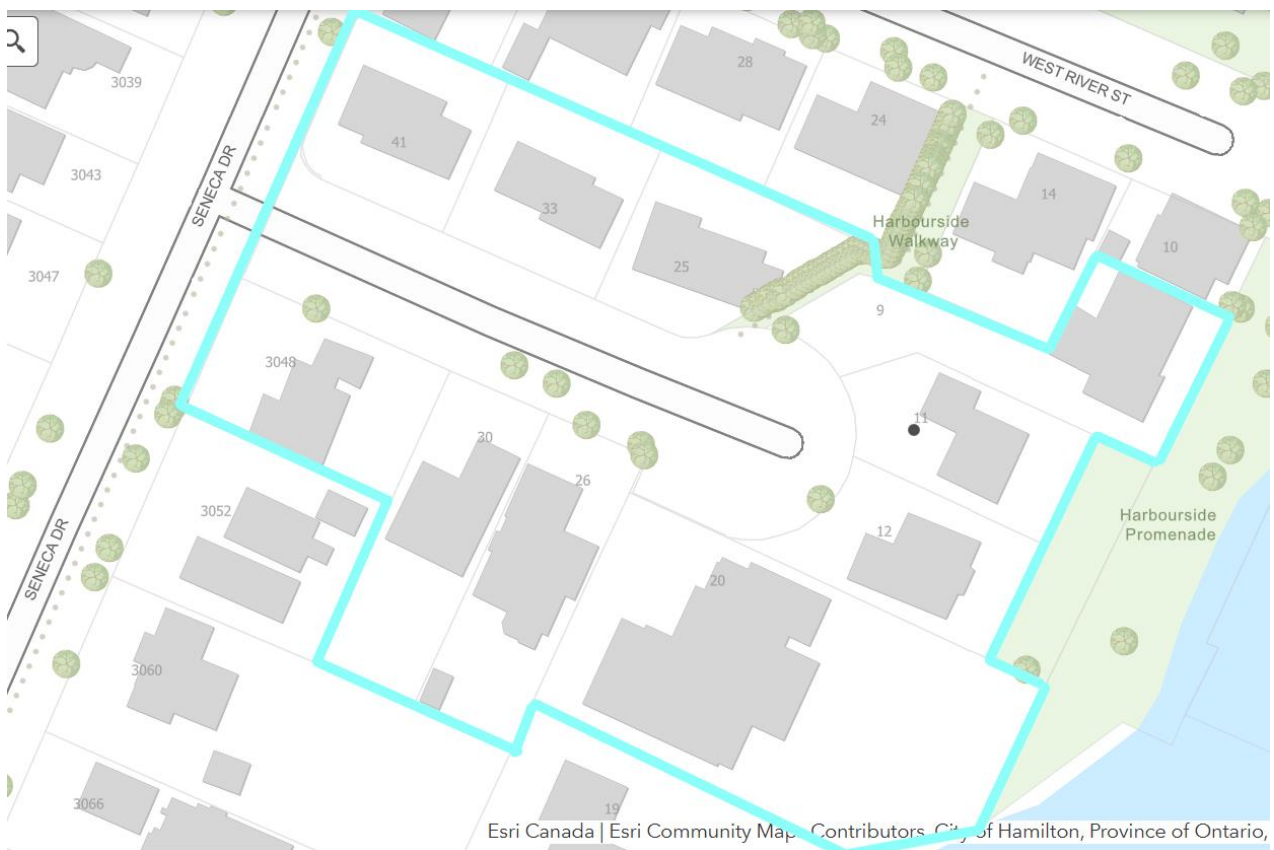 3039
3043
3047
SENECA DR
SENECA DR
41
33
25
28
24
14
10
9
11
12
20
26
30
3048
3052
3060
3066
19
WEST RIVER ST
Harbourside
Walkway
Harbourside
Promenade
Esri Canada | Esri Community Maps Contributors, City of Hamilton, Province of Ontario,